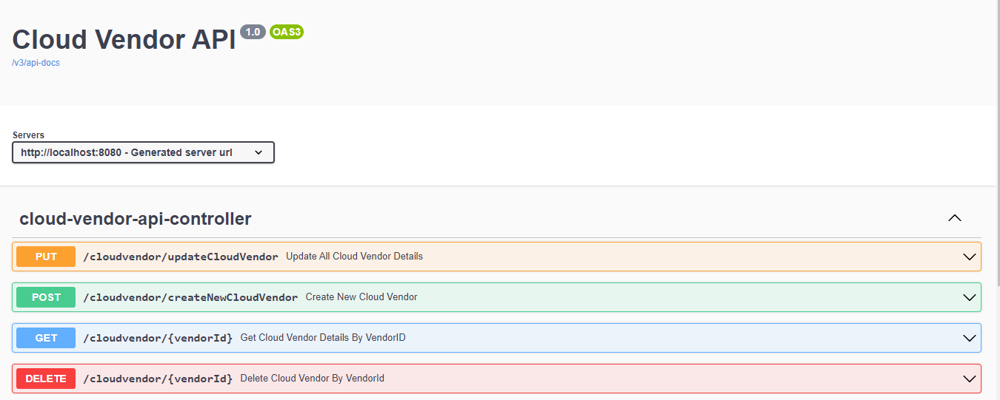 Cloud Vendor API 1.0 OAS3
/v3/api-docs
Servers
http://localhost:8080 - Generated server url
cloud-vendor-api-controller
PUT /cloudvendor/updateCloudVendor Update All Cloud Vendor Details
POST /cloudvendor/createNewCloudVendor Create New Cloud Vendor
GET /cloudvendor/{vendorId} Get Cloud Vendor Details By VendorID
DELETE /cloudvendor/{vendorId} Delete Cloud Vendor By VendorId